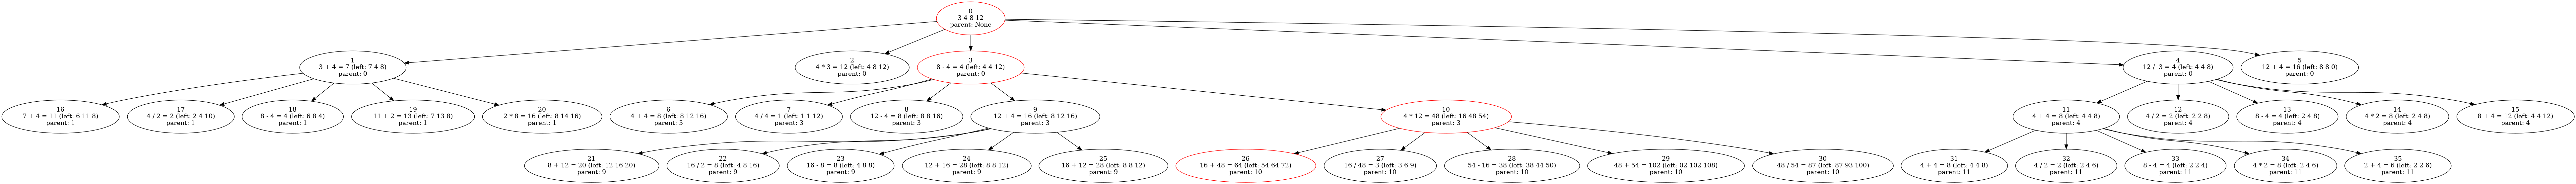 0
3 4 8 12
parent: None
1
3 + 4 = 7 (left: 7 4 8)
parent: 0
2
4 * 3 = 12 (left: 4 8 12)
parent: 0
3
8 - 4 = 4 (left: 4 4 12)
parent: 0
4
12 /  3 = 4 (left: 4 4 8)
parent: 0
5
12 + 4 = 16 (left: 8 8 0)
parent: 0
16
7 + 4 = 11 (left: 6 11 8)
parent: 1
17
4 / 2 = 2 (left: 2 4 10)
parent: 1
18
8 - 4 = 4 (left: 6 8 4)
parent: 1
19
11 + 2 = 13 (left: 7 13 8)
parent: 1
20
2 * 8 = 16 (left: 8 14 16)
parent: 1
6
4 + 4 = 8 (left: 8 12 16)
parent: 3
7
4 / 4 = 1 (left: 1 1 12)
parent: 3
8
12 - 4 = 8 (left: 8 8 16)
parent: 3
9
12 + 4 = 16 (left: 8 12 16)
parent: 3
10
4 * 12 = 48 (left: 16 48 54)
parent: 3
11
4 + 4 = 8 (left: 4 4 8)
parent: 4
12
4 / 2 = 2 (left: 2 2 8)
parent: 4
13
8 - 4 = 4 (left: 2 4 8)
parent: 4
14
4 * 2 = 8 (left: 2 4 8)
parent: 4
15
8 + 4 = 12 (left: 4 4 12)
parent: 4
21
8 + 12 = 20 (left: 12 16 20)
parent: 9
22
16 / 2 = 8 (left: 4 8 16)
parent: 9
23
16 - 8 = 8 (left: 4 8 8)
parent: 9
24
12 + 16 = 28 (left: 8 8 12)
parent: 9
25
16 + 12 = 28 (left: 8 8 12)
parent: 9
26
16 + 48 = 64 (left: 54 64 72)
parent: 10
27
16 / 48 = 3 (left: 3 6 9)
parent: 10
28
54 - 16 = 38 (left: 38 44 50)
parent: 10
29
48 + 54 = 102 (left: 02 102 108)
parent: 10
30
48 / 54 = 87 (left: 87 93 100)
parent: 10
31
4 + 4 = 8 (left: 4 4 8)
parent: 11
32
4 / 2 = 2 (left: 2 4 6)
parent: 11
33
8 - 4 = 4 (left: 2 2 4)
parent: 11
34
4 * 2 = 8 (left: 2 4 6)
parent: 11
35
2 + 4 = 6 (left: 2 2 6)
parent: 11